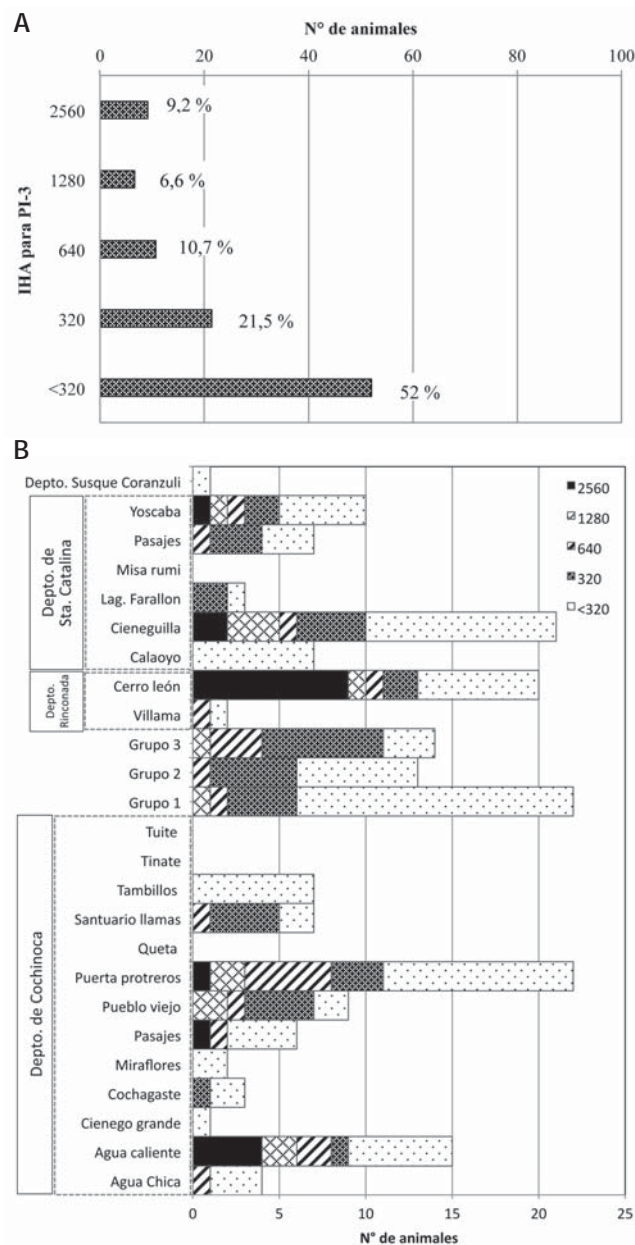 A
N° de animales
0 20 40 60 80 100
IHA para PI-3
2560 9,2 %
1280 6,6 %
640 10,7 %
320 21,5 %
<320 52 %
B
Depto. Susque Coranzuli
Depto. de
Sta. Catalina
Yoscaba
Pasajes
Misa rumi
Lag. Farallon
Cieneguilla
Calaoyo
Depto.
Rinconada
Cerro león
Villama
Grupo 3
Grupo 2
Grupo 1
Depto. de Cochinoca
Tuite
Tinate
Tambillos
Santuario llamas
Queta
Puerta protreros
Pueblo viejo
Pasajes
Miraflores
Cochagaste
Cienego grande
Agua caliente
Agua Chica
2560
1280
640
320
<320
0 5 10 15 20 25
N° de animales